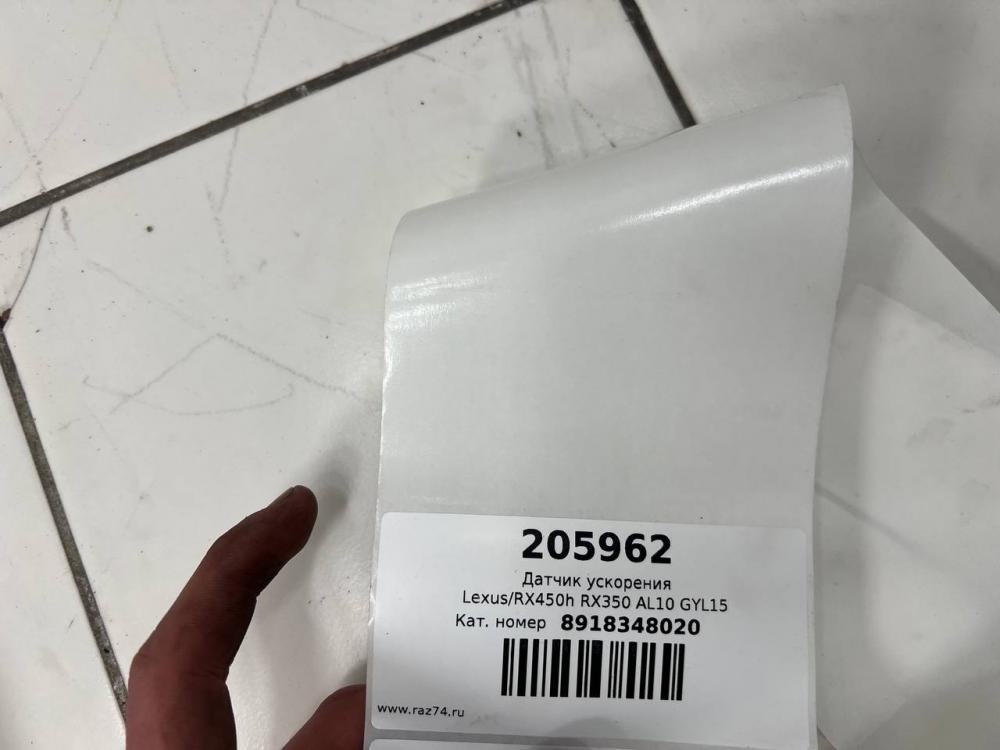 205962
Датчик ускорения
Lexus/RX450h RX350 AL10 GYL15
Кат. номер 8918348020
www.raz74.ru